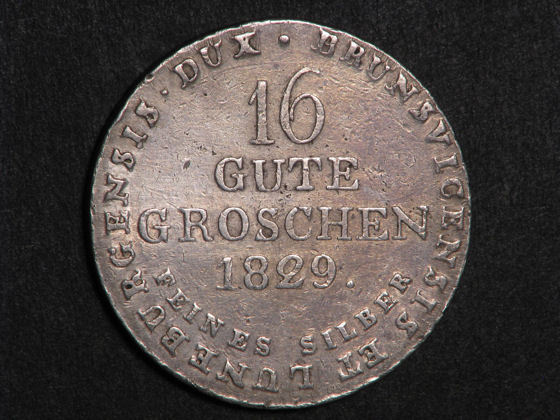 BRUNSVICENSIS ET LUNEBURGENSIS · DUX ·
16
GUTE
GROSCHEN
1829.
FEINES SILBER